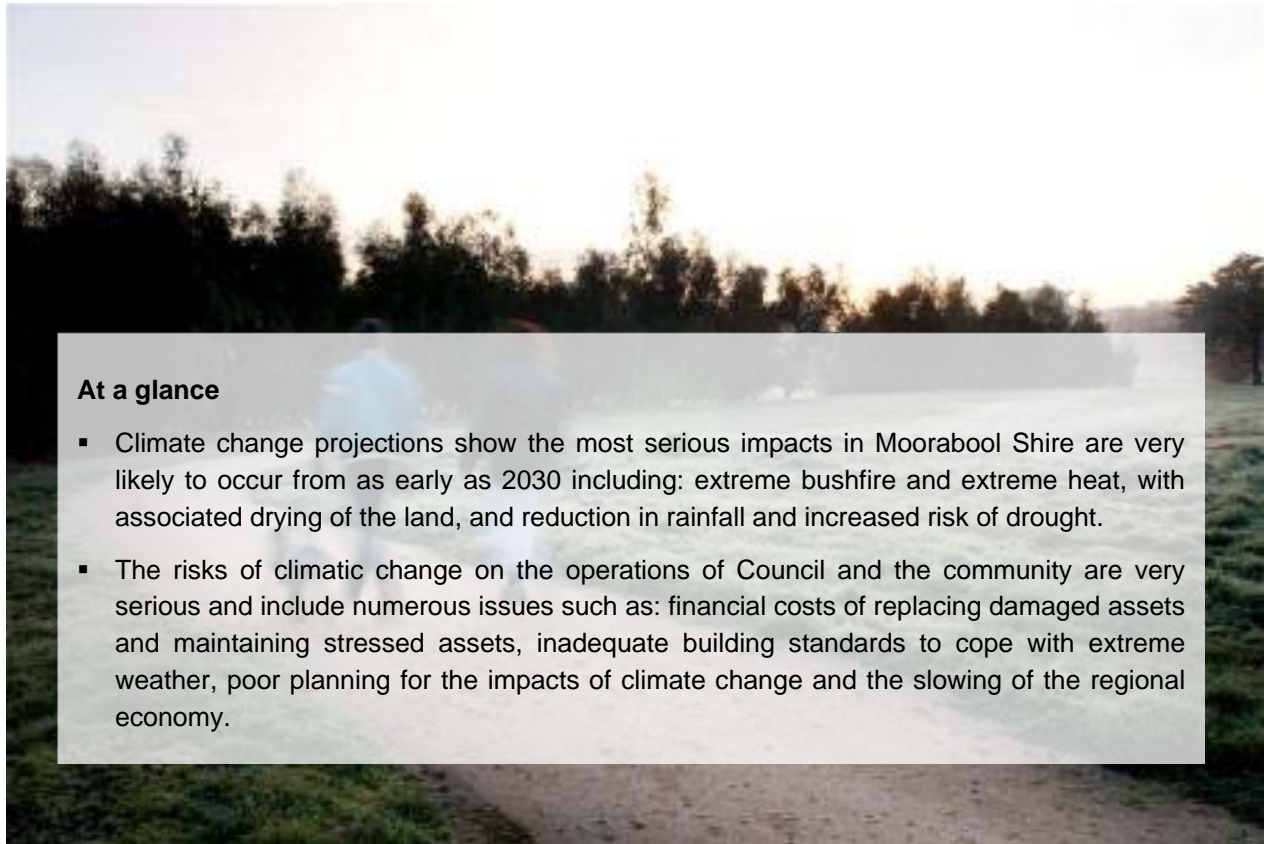 At a glance
▪ Climate change projections show the most serious impacts in Moorabool Shire are very
likely to occur from as early as 2030 including: extreme bushfire and extreme heat, with
associated drying of the land, and reduction in rainfall and increased risk of drought.
▪ The risks of climatic change on the operations of Council and the community are very
serious and include numerous issues such as: financial costs of replacing damaged assets
and maintaining stressed assets, inadequate building standards to cope with extreme
weather, poor planning for the impacts of climate change and the slowing of the regional
economy.